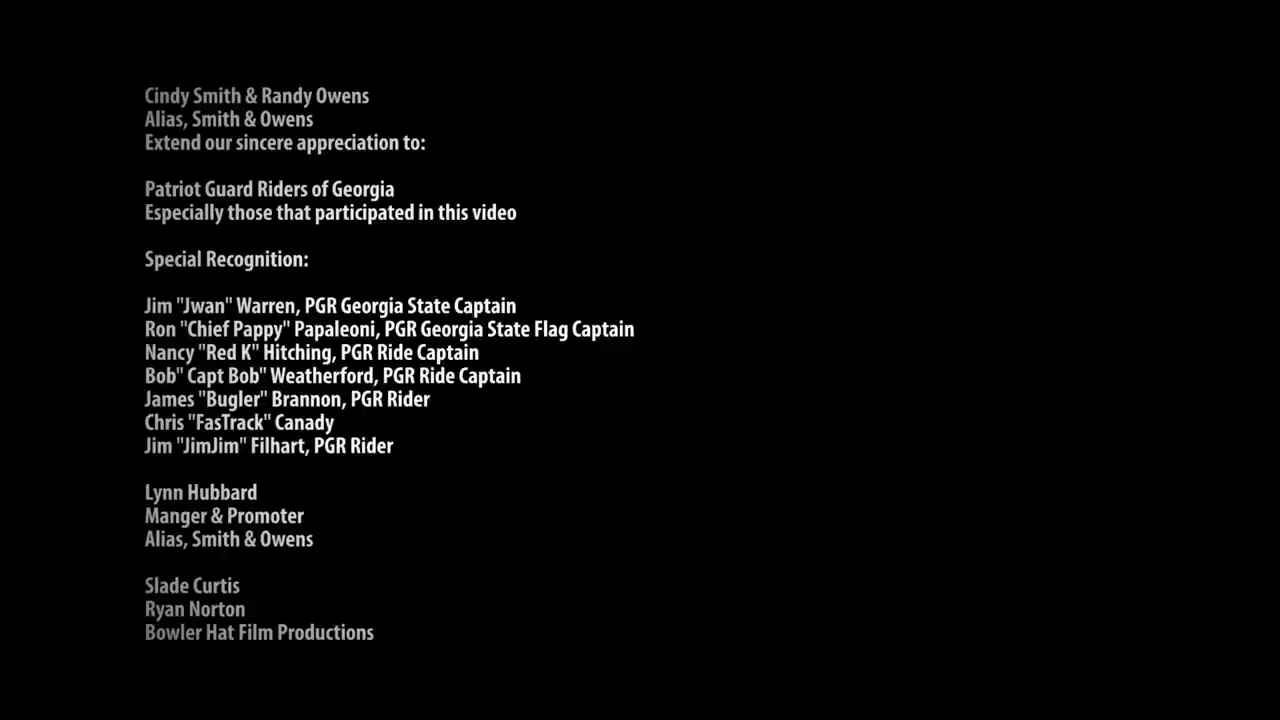 Cindy Smith & Randy Owens
Alias, Smith & Owens
Extend our sincere appreciation to:
Patriot Guard Riders of Georgia
Especially those that participated in this video
Special Recognition:
Jim "Jwan" Warren, PGR Georgia State Captain
Ron "Chief Pappy" Papaleoni, PGR Georgia State Flag Captain
Nancy "Red K" Hitching, PGR Ride Captain
Bob" Capt Bob" Weatherford, PGR Ride Captain
James "Bugler" Brannon, PGR Rider
Chris "FasTrack" Canady
Jim "JimJim" Filhart, PGR Rider
Lynn Hubbard
Manger & Promoter
Alias, Smith & Owens
Slade Curtis
Ryan Norton
Bowler Hat Film Productions